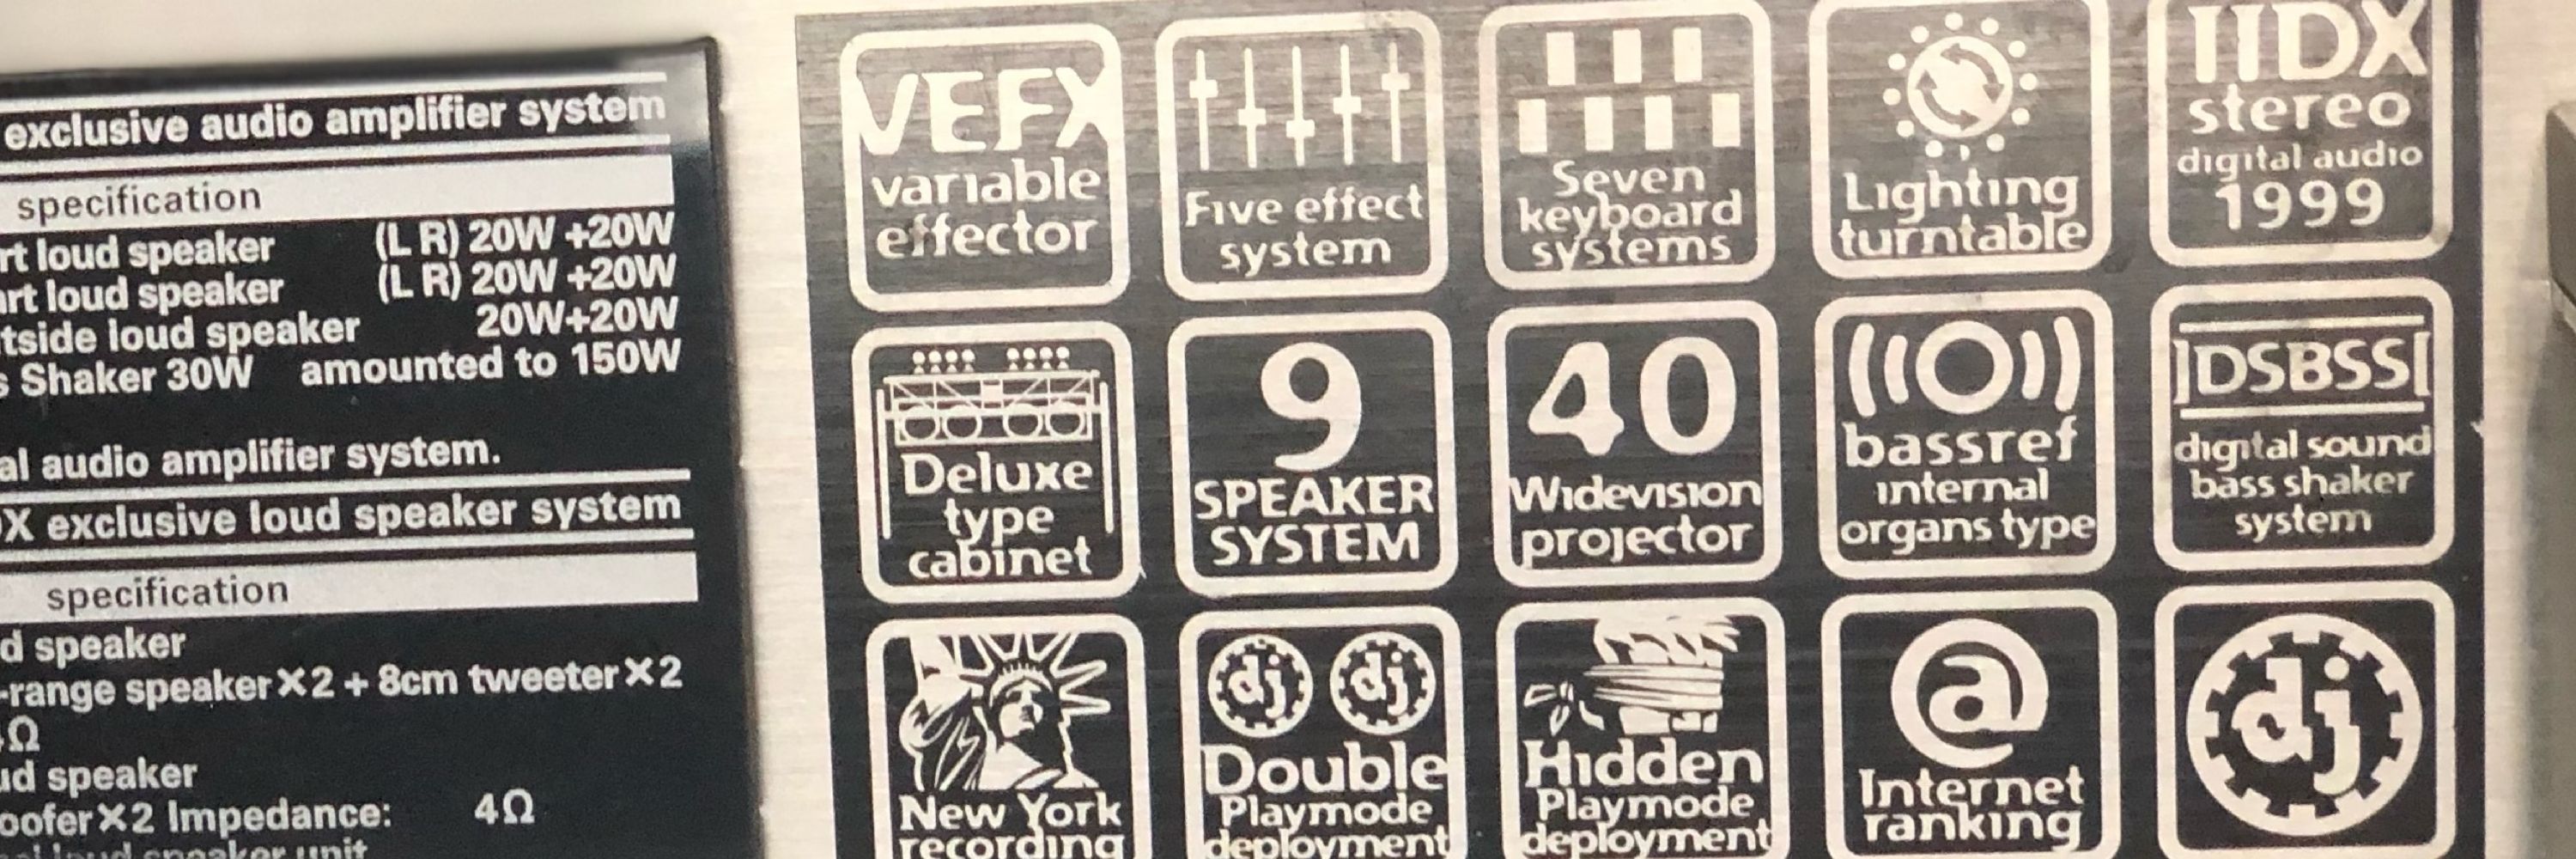 exclusive audio amplifier system
specification
rt loud speaker (L R) 20W +20W
art loud speaker (L R) 20W +20W
tside loud speaker 20W+20W
s Shaker 30W amounted to 150W
al audio amplifier system.
X exclusive loud speaker system
specification
d speaker
-range speaker×2 + 8cm tweeter×2
Ω
ud speaker
oofer×2 Impedance: 4Ω
loud speaker unit
VEFX
variable
effector
Five effect
system
Seven
keyboard
systems
Lighting
turntable
IIDX
stereo
digital audio
1999
Deluxe
type
cabinet
9
SPEAKER
SYSTEM
40
Widevision
projector
((O))
bassref
internal
organs type
]DSBSS[
digital sound
bass shaker
system
New York
recording
dj dj
Double
Playmode
deployment
Hidden
Playmode
deployment
@
Internet
ranking
dj